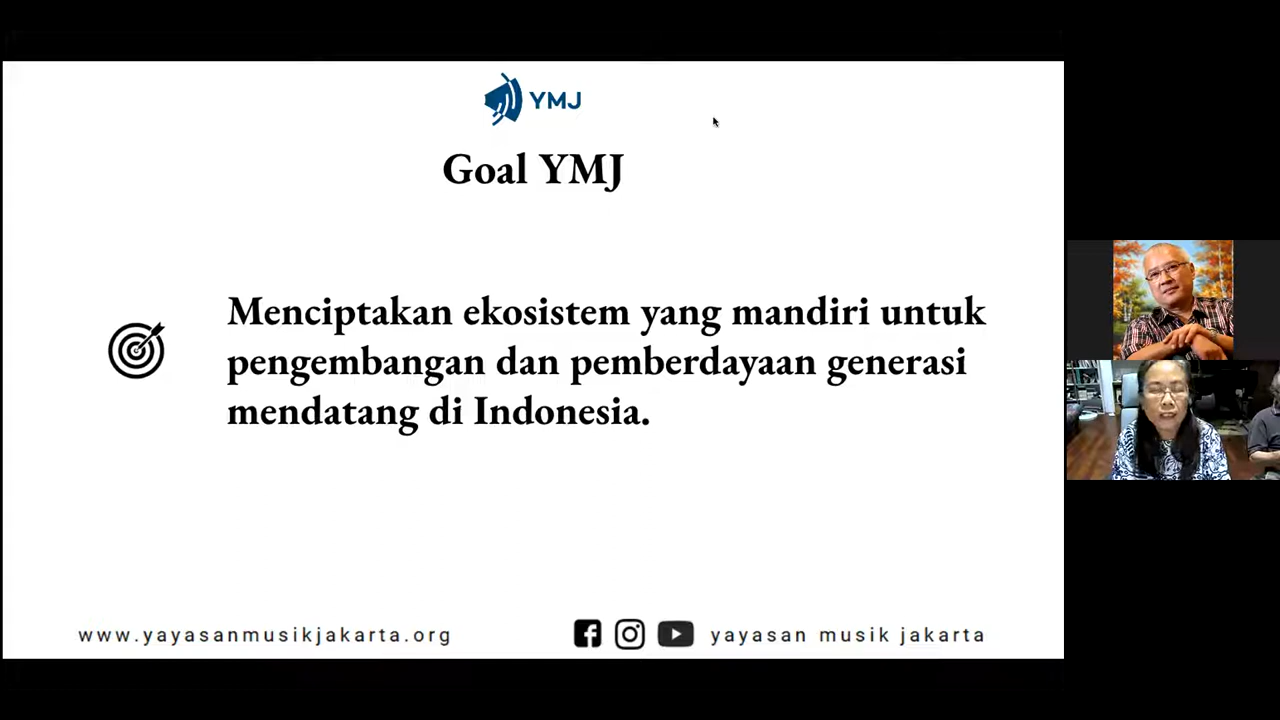 YMJ
Goal YMJ
Menciptakan ekosistem yang mandiri untuk
pengembangan dan pemberdayaan generasi
mendatang di Indonesia.
www.yayasanmusikjakarta.org
yayasan musik jakarta